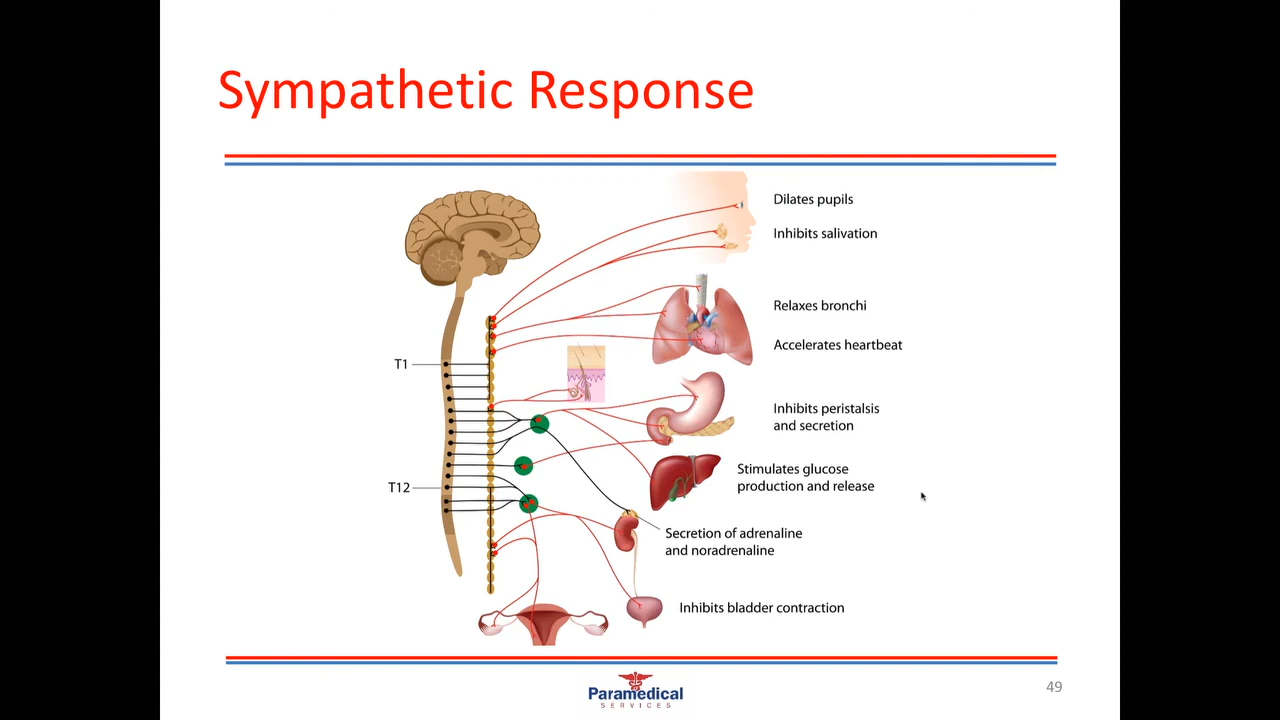 Sympathetic Response
Dilates pupils
Inhibits salivation
Relaxes bronchi
Accelerates heartbeat
T1
Inhibits peristalsis
and secretion
Stimulates glucose
production and release
T12
Secretion of adrenaline
and noradrenaline
Inhibits bladder contraction
Paramedical
SERVICES
49